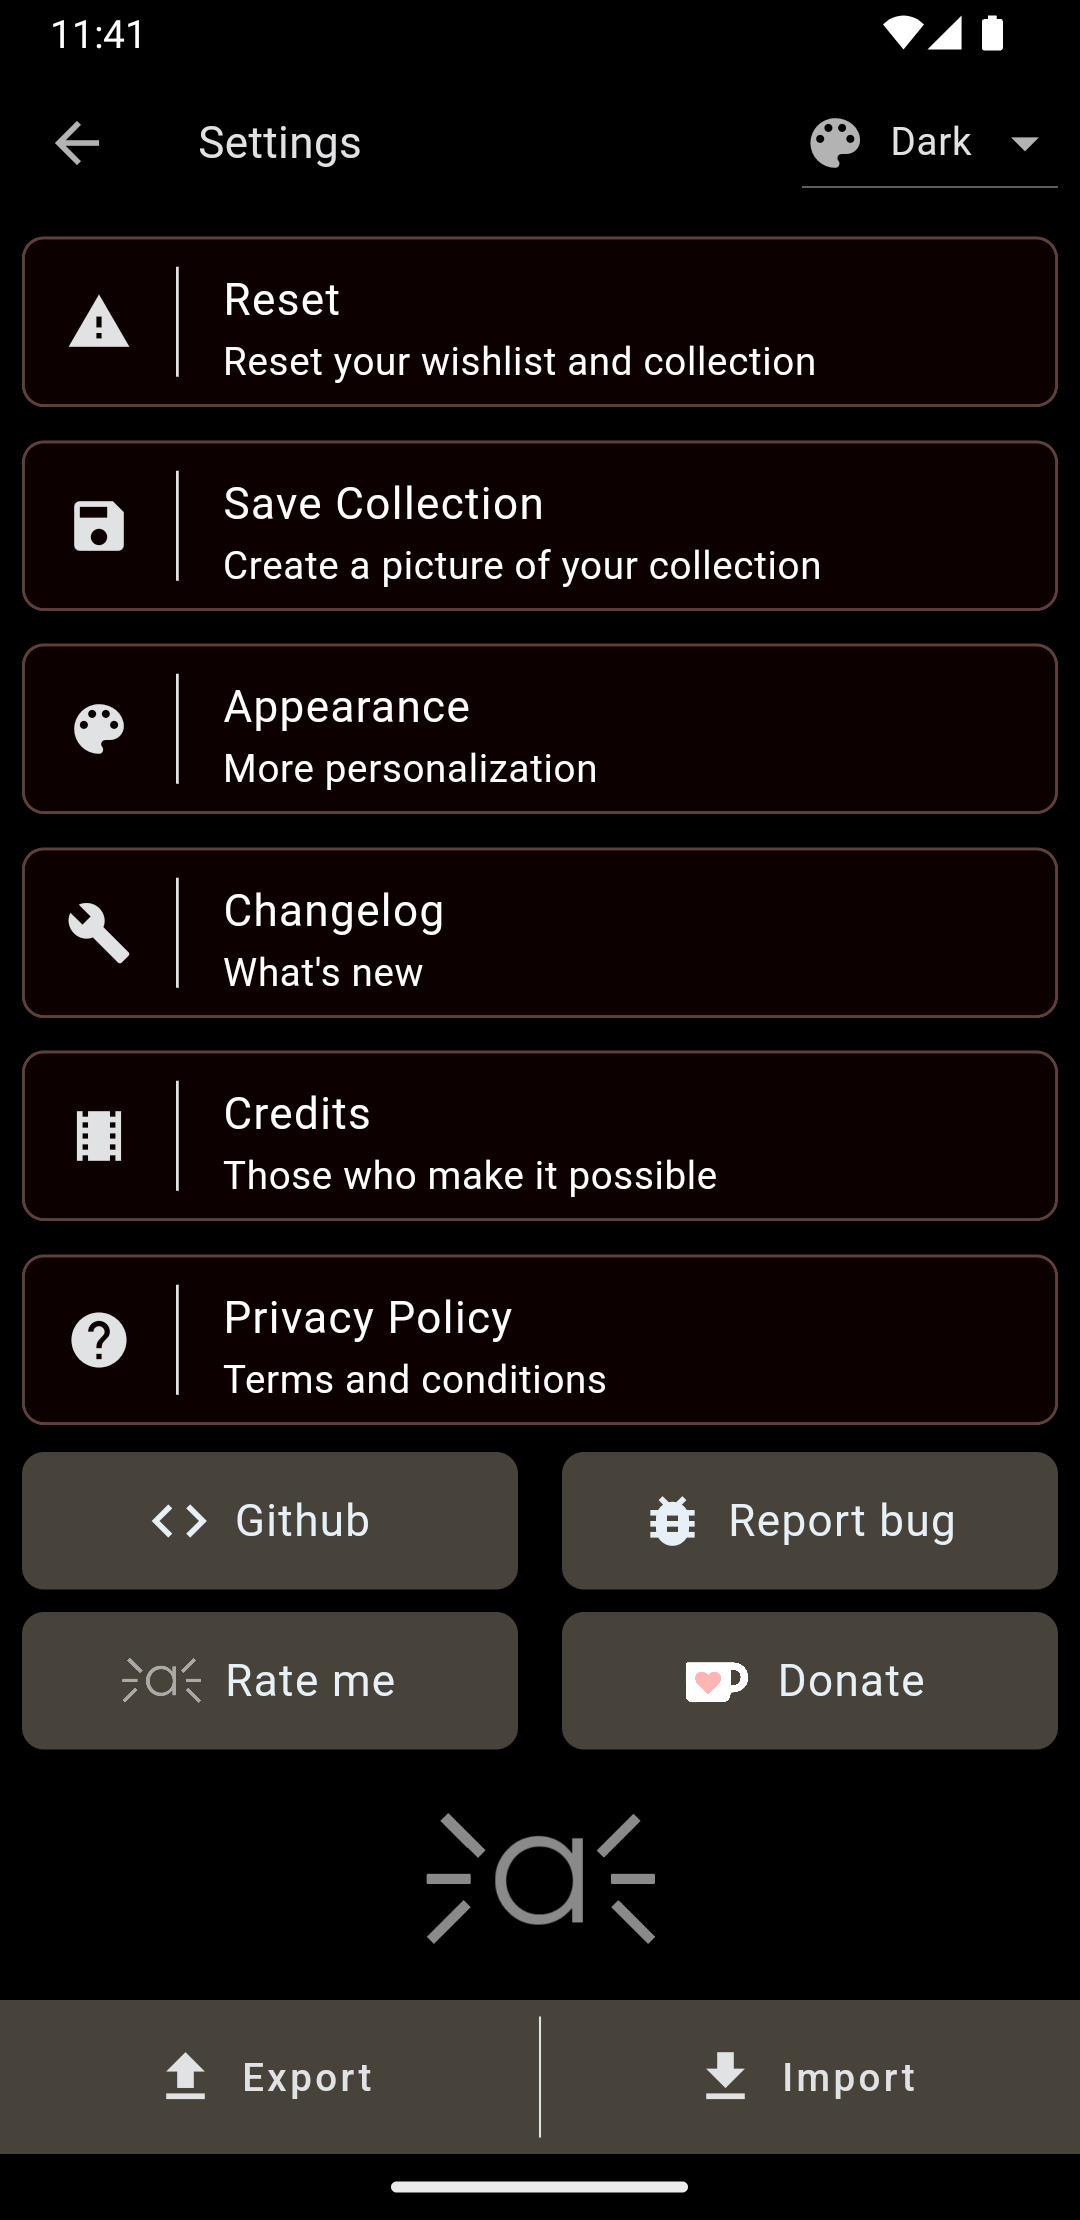 11:41
Settings
Dark
Reset
Reset your wishlist and collection
Save Collection
Create a picture of your collection
Appearance
More personalization
Changelog
What's new
Credits
Those who make it possible
Privacy Policy
Terms and conditions
Github
Report bug
Rate me
Donate
a
Export
Import